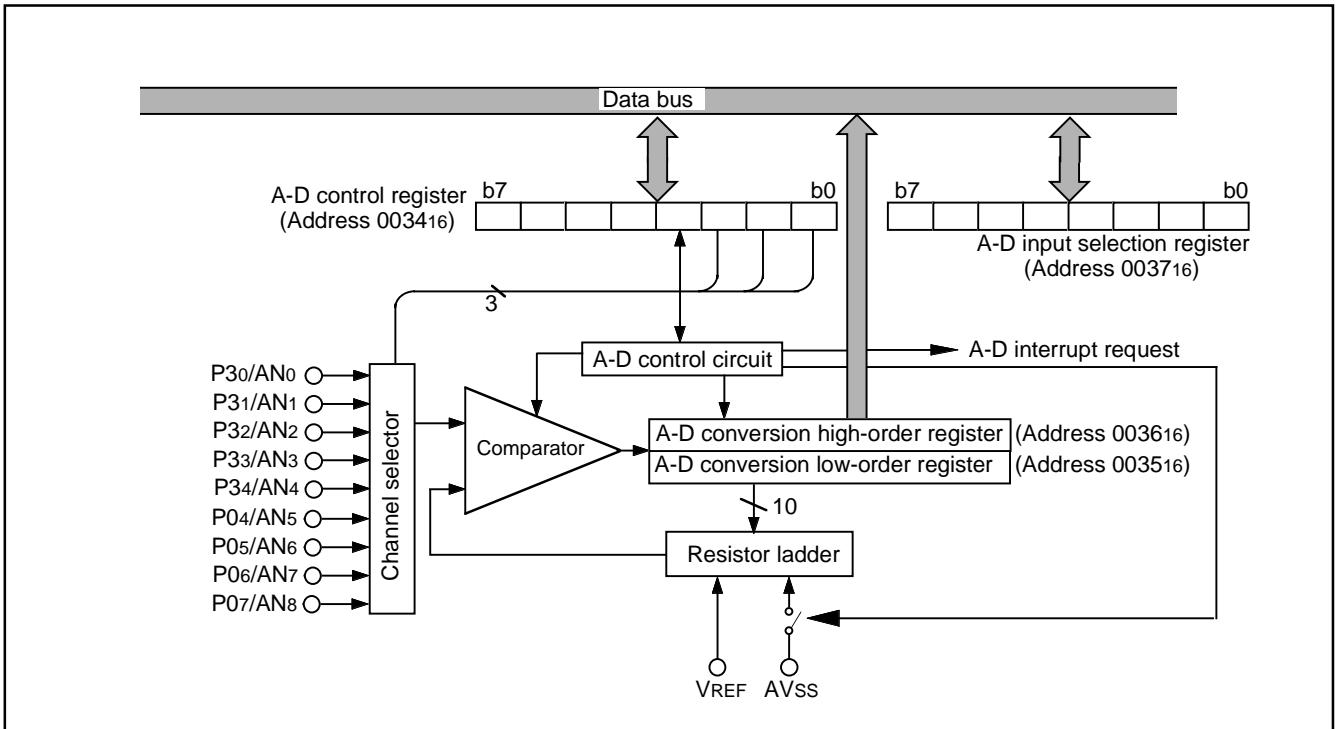 Data bus
A-D control register
(Address 003416)
b7
b0
b7
b0
A-D input selection register
(Address 003716)
3
A-D control circuit
A-D interrupt request
P30/AN0
P31/AN1
P32/AN2
P33/AN3
P34/AN4
P04/AN5
P05/AN6
P06/AN7
P07/AN8
Channel selector
Comparator
A-D conversion high-order register
(Address 003616)
A-D conversion low-order register
(Address 003516)
10
Resistor ladder
VREF
AVSS